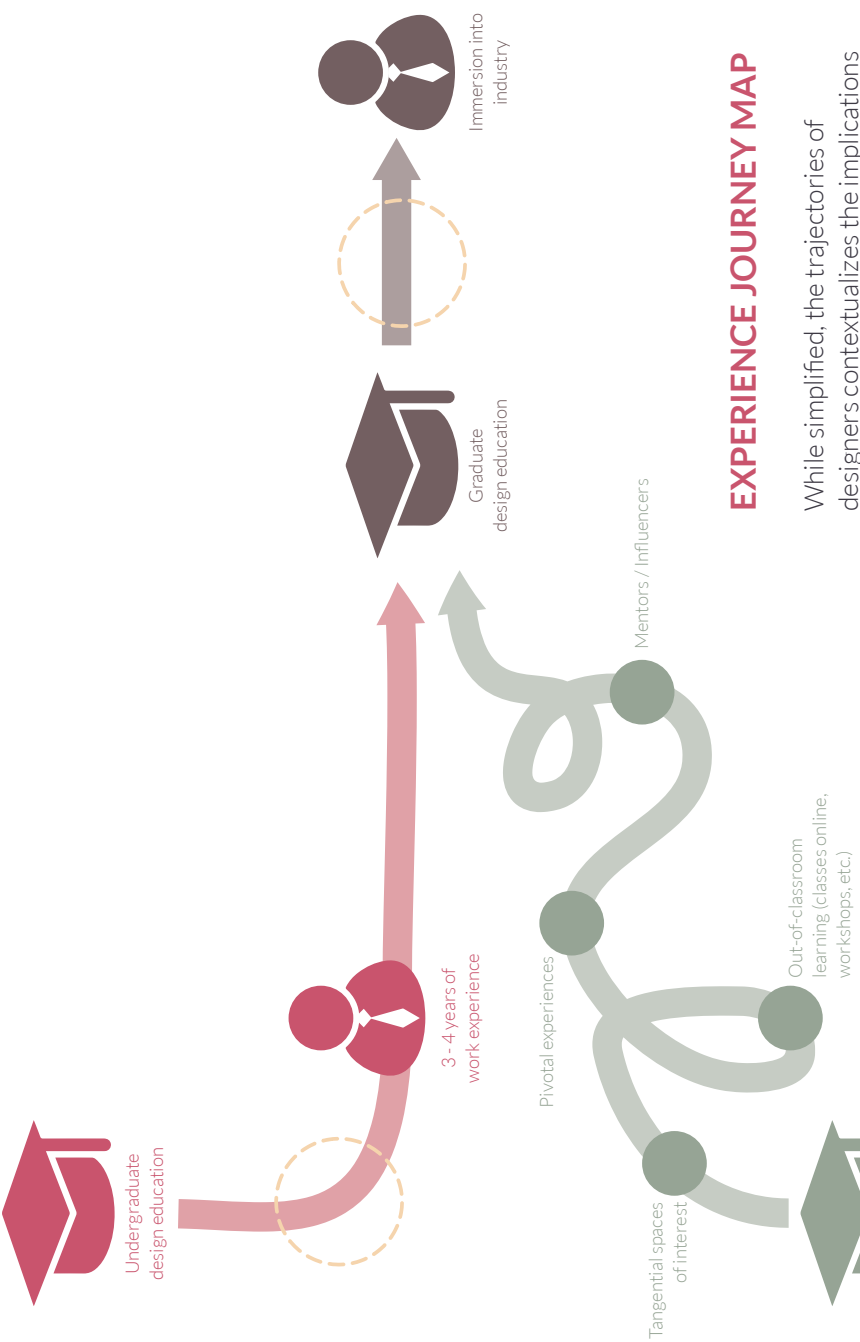 Undergraduate
design education
3 - 4 years of
work experience
Graduate
design education
Immersion into
industry
Tangential spaces
of interest
Pivotal experiences
Out-of-classroom
learning (classes online,
workshops, etc.)
Mentors / Influencers
EXPERIENCE JOURNEY MAP
While simplified, the trajectories of
designers contextualizes the implications